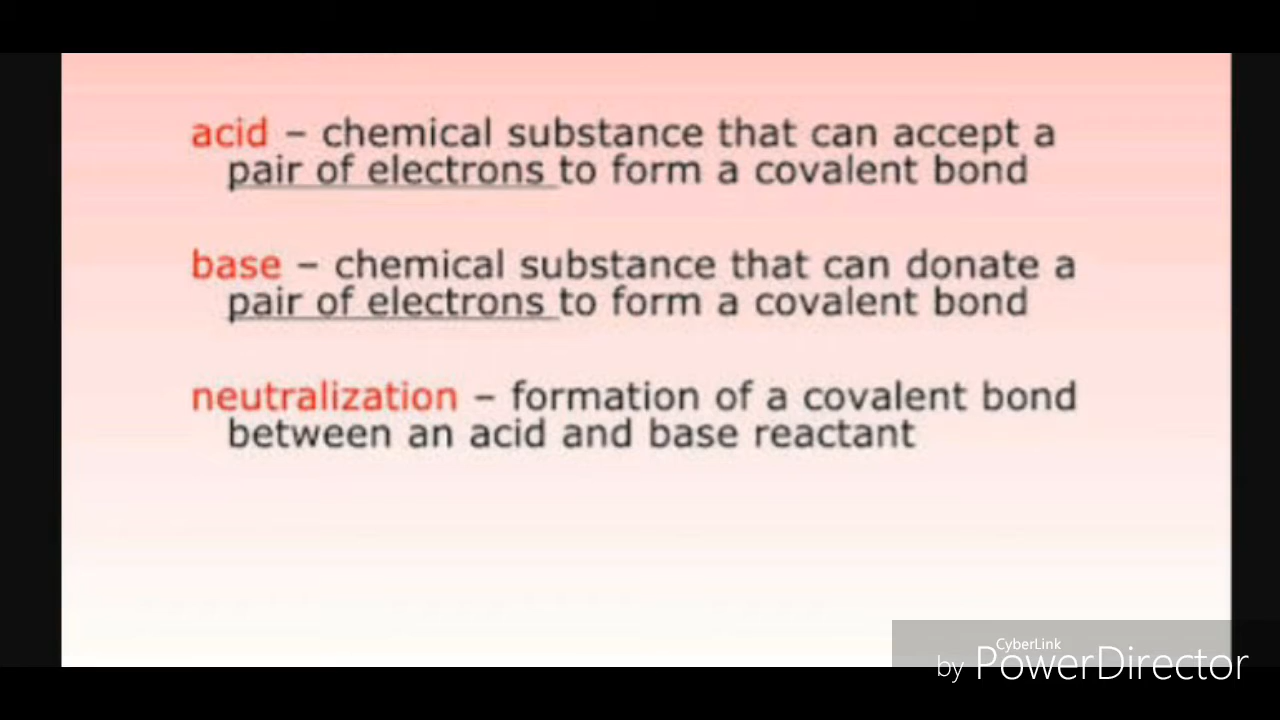 acid – chemical substance that can accept a
pair of electrons to form a covalent bond
base – chemical substance that can donate a
pair of electrons to form a covalent bond
neutralization – formation of a covalent bond
between an acid and base reactant
CyberLink
by PowerDirector